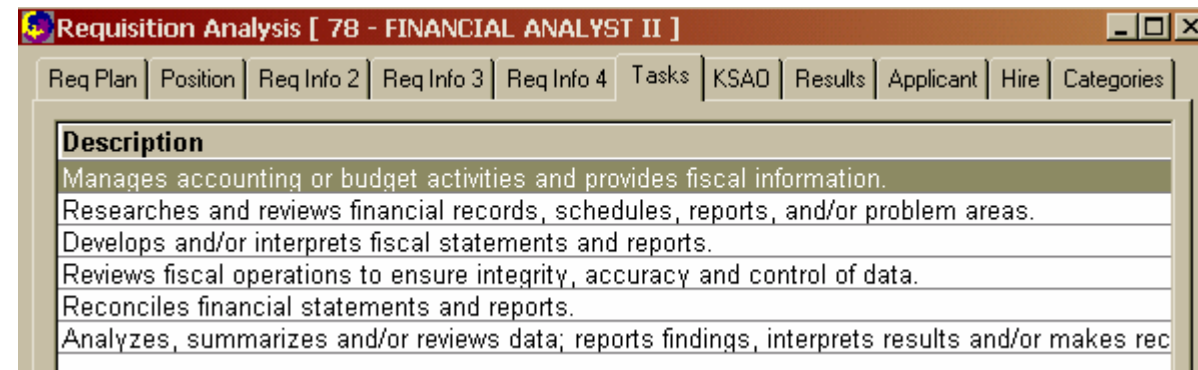 Requisition Analysis [ 78 - FINANCIAL ANALYST II ]
Req Plan Position Req Info 2 Req Info 3 Req Info 4 Tasks KSAO Results Applicant Hire Categories
Description
Manages accounting or budget activities and provides fiscal information.
Researches and reviews financial records, schedules, reports, and/or problem areas.
Develops and/or interprets fiscal statements and reports.
Reviews fiscal operations to ensure integrity, accuracy and control of data.
Reconciles financial statements and reports.
Analyzes, summarizes and/or reviews data; reports findings, interprets results and/or makes rec